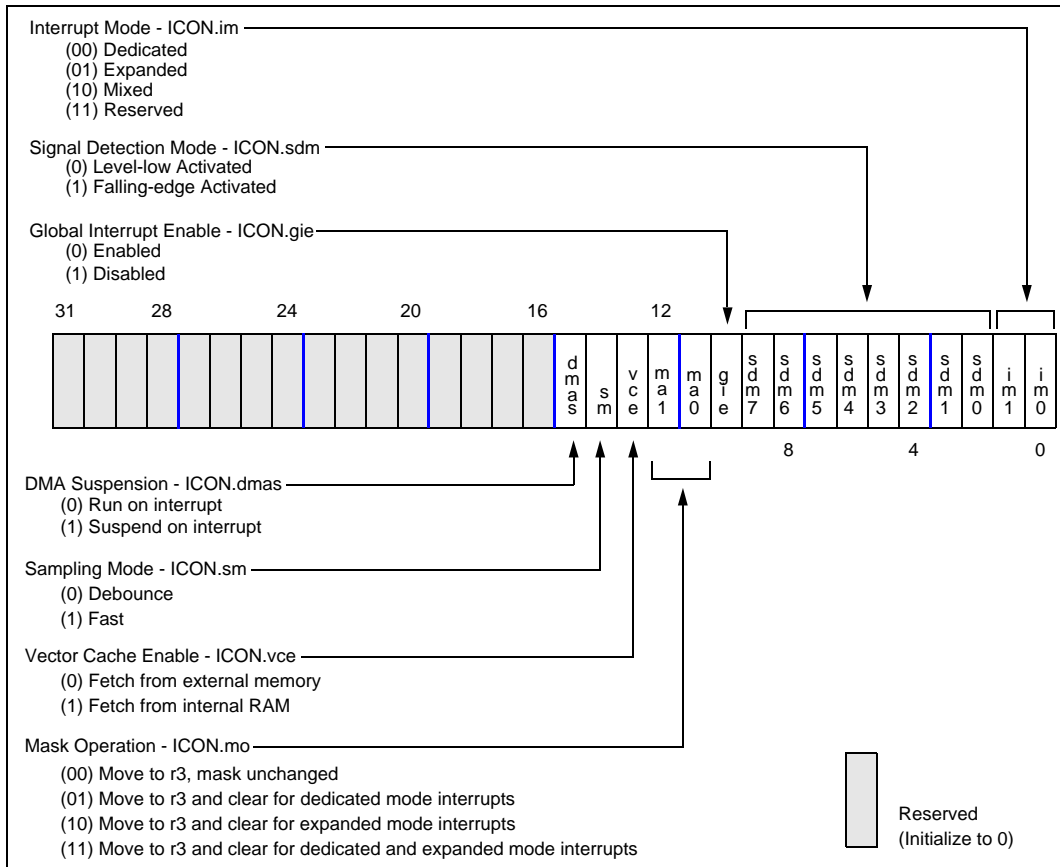 Interrupt Mode - ICON.im
(00) Dedicated
(01) Expanded
(10) Mixed
(11) Reserved
Signal Detection Mode - ICON.sdm
(0) Level-low Activated
(1) Falling-edge Activated
Global Interrupt Enable - ICON.gie
(0) Enabled
(1) Disabled
31 28 24 20 16 12
dmas sm vce ma1 ma0 gie sdm7 sdm6 sdm5 sdm4 sdm3 sdm2 sdm1 sdm0 im1 im0
8 4 0
DMA Suspension - ICON.dmas
(0) Run on interrupt
(1) Suspend on interrupt
Sampling Mode - ICON.sm
(0) Debounce
(1) Fast
Vector Cache Enable - ICON.vce
(0) Fetch from external memory
(1) Fetch from internal RAM
Mask Operation - ICON.mo
(00) Move to r3, mask unchanged
(01) Move to r3 and clear for dedicated mode interrupts
(10) Move to r3 and clear for expanded mode interrupts
(11) Move to r3 and clear for dedicated and expanded mode interrupts
Reserved
(Initialize to 0)